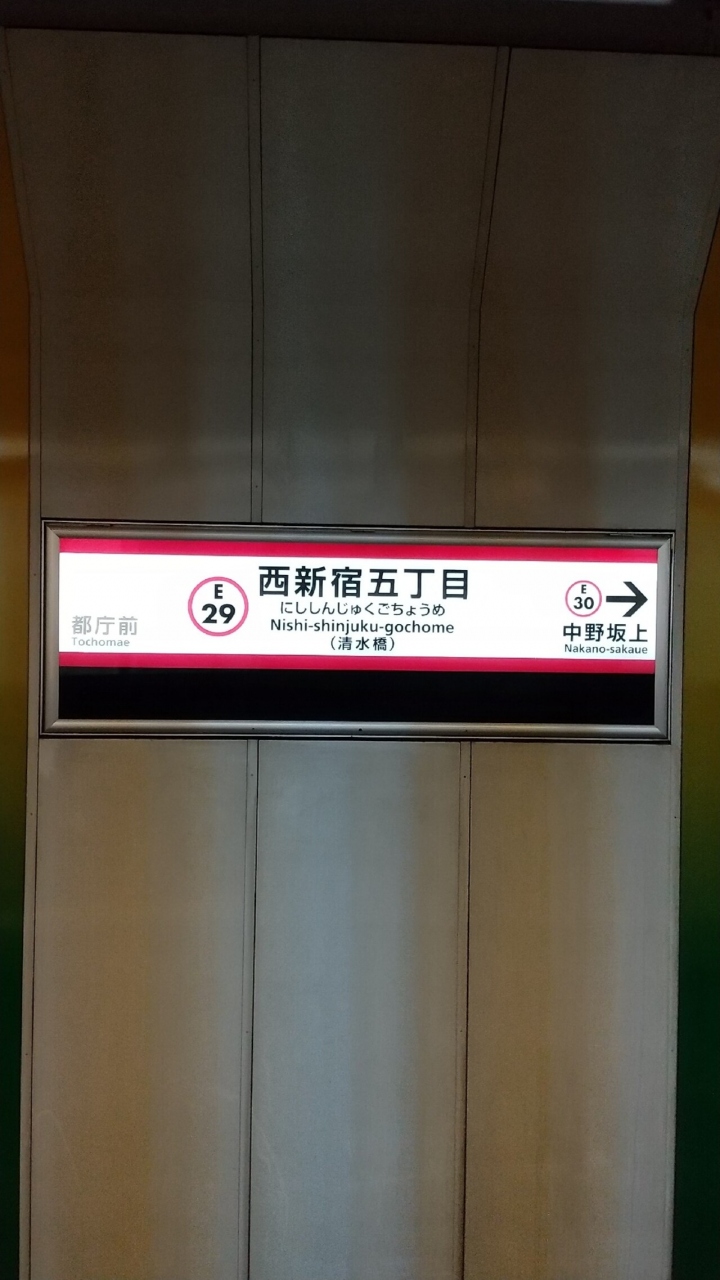 都庁前
Tochomae
E
29
西新宿五丁目
にししんじゅくごちょうめ
Nishi-shinjuku-gochome
(清水橋)
E
30
中野坂上
Nakano-sakaue